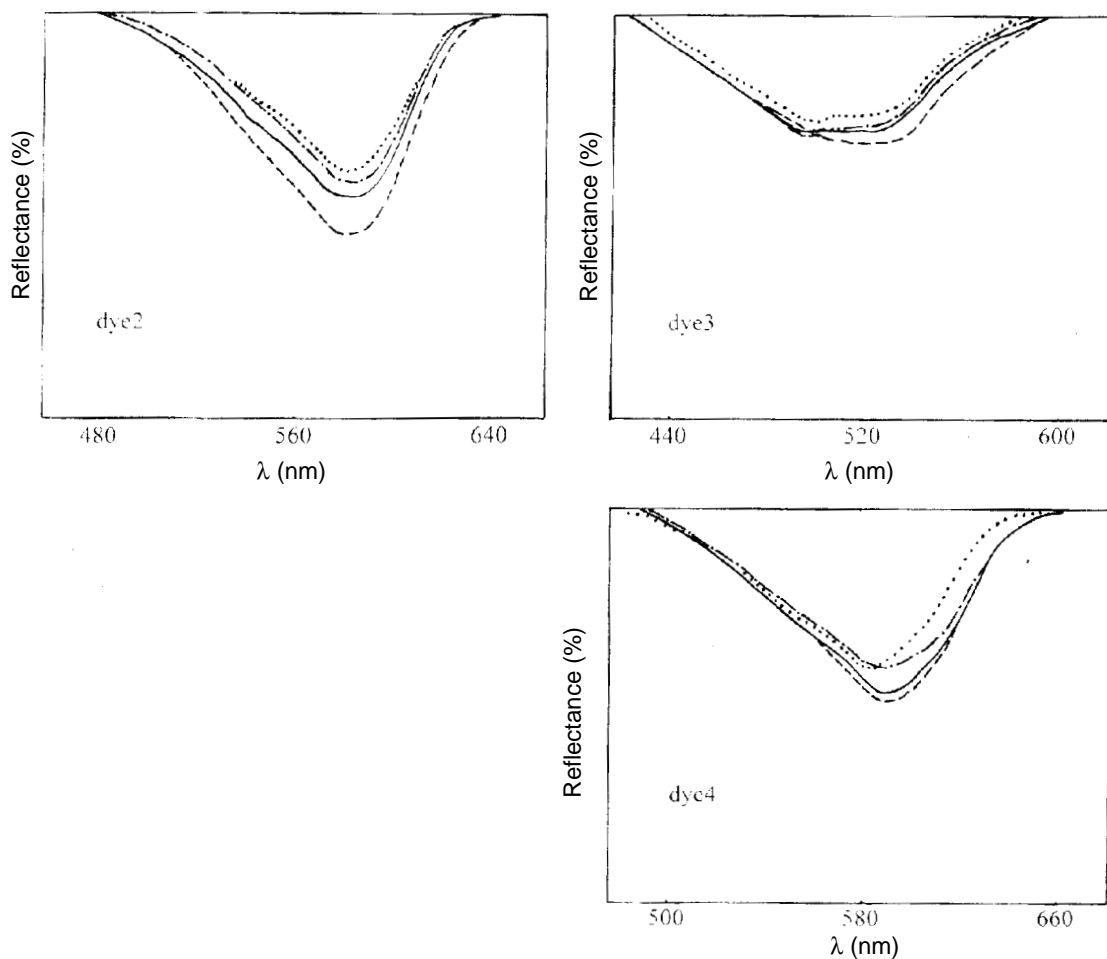 Reflectance (%)
dye2
480 560 640
λ (nm)
Reflectance (%)
dye3
440 520 600
λ (nm)
Reflectance (%)
dye4
500 580 660
λ (nm)